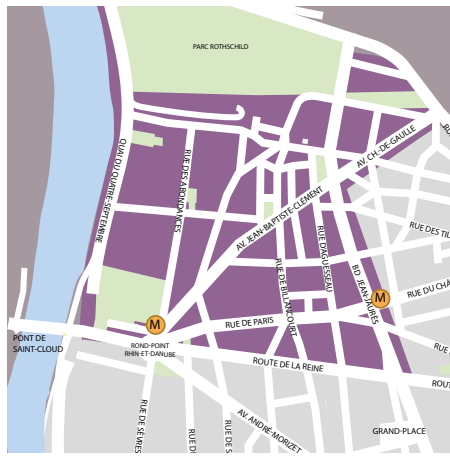 PARC ROTHSCHILD
AV. CH.-DE-GAULLE
QUAI DU QUATRE-SEPTEMBRE
RUE DES ABONDANCES
AV. JEAN-BAPTISTE-CLÉMENT
RUE D'AGUESSEAU
RUE DES TIL
RUE DE BILLANCOURT
BD JEAN-JAURÈS
RUE DU CHÂ
M
M
RUE DE PARIS
PONT DE
SAINT-CLOUD
ROND-POINT
RHIN-ET-DANUBE
ROUTE DE LA REINE
ROUT
RUE DE SÈVRES
RUE DE S
AV. ANDRÉ-MORIZET
GRAND-PLACE